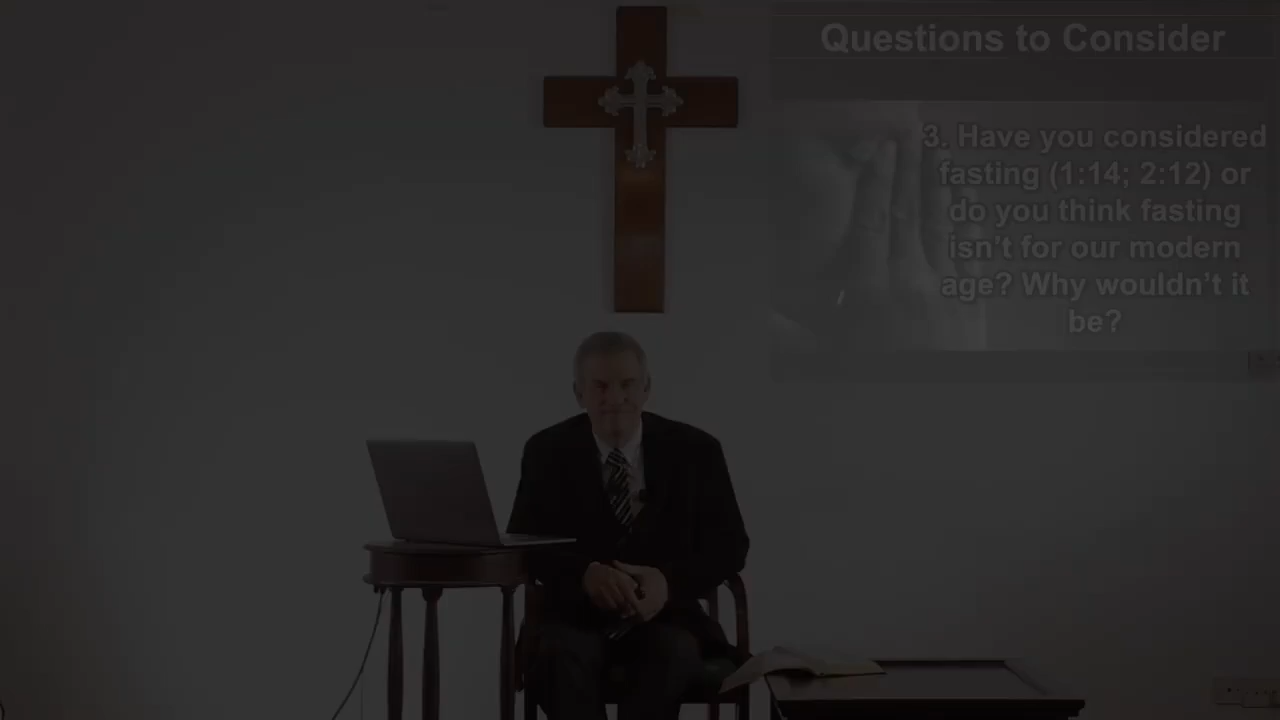 Questions to Consider
3. Have you considered
fasting (1:14; 2:12) or
do you think fasting
isn't for our modern
age? Why wouldn't it
be?